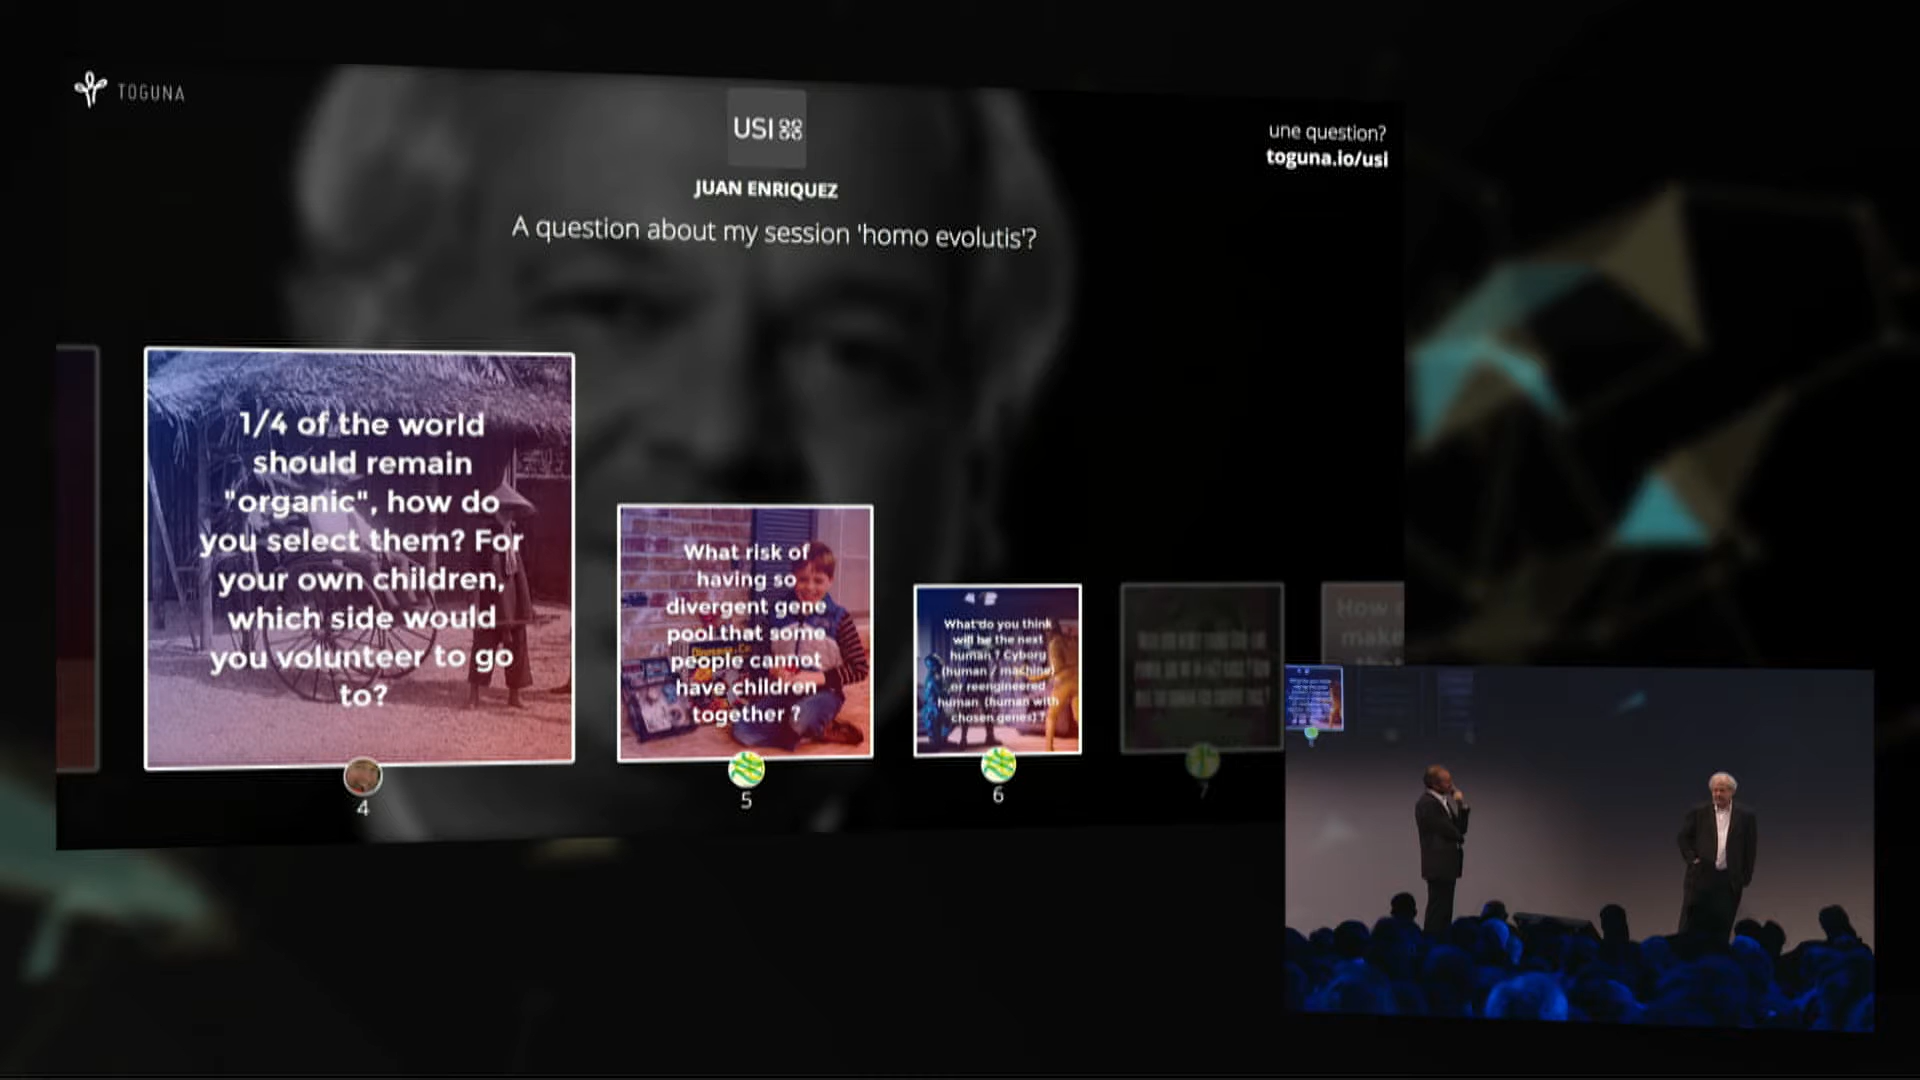 TOGUNA
USI
une question?
toguna.io/usi
JUAN ENRIQUEZ
A question about my session 'homo evolutis'?
1/4 of the world
should remain
"organic", how do
you select them? For
your own children,
which side would
you volunteer to go
to?
4
What risk of
having so
divergent gene
pool that some
people cannot
have children
together ?
5
What do you think
will be the next
human ? Cyborg
(human / machine)
or reengineered
human (human with
chosen genes) ?
6
7
How
make